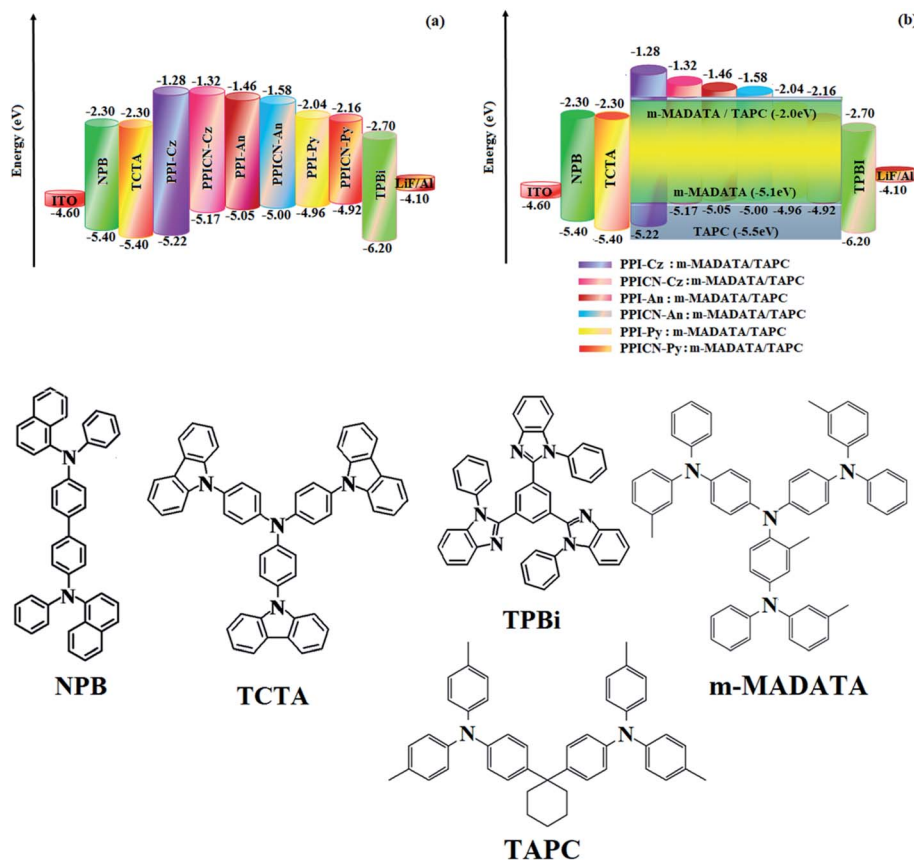 (a)
Energy (eV)
-1.28
-1.32
-1.46
-1.58
-2.04
-2.16
-2.30
-2.30
-2.70
ITO
NPB
TCTA
PPI-Cz
PPICN-Cz
PPI-An
PPICN-An
PPI-Py
PPICN-Py
TPBi
LiF/Al
-4.60
-5.40
-5.40
-5.22
-5.17
-5.05
-5.00
-4.96
-4.92
-6.20
-4.10
(b)
Energy (eV)
-1.28
-1.32
-1.46
-1.58
-2.04
-2.16
-2.30
-2.30
-2.70
m-MADATA / TAPC (-2.0eV)
ITO
NPB
TCTA
TPBI
LiF/Al
m-MADATA (-5.1eV)
-4.60
-5.40
-5.40
-5.22
-5.17
-5.05
-5.00
-4.96
-4.92
-6.20
-4.10
TAPC (-5.5eV)
PPI-Cz : m-MADATA/TAPC
PPICN-Cz : m-MADATA/TAPC
PPI-An : m-MADATA/TAPC
PPICN-An : m-MADATA/TAPC
PPI-Py : m-MADATA/TAPC
PPICN-Py : m-MADATA/TAPC
N
N
NPB
N
N
N
N
TCTA
N
N
N
N
N
N
TPBi
N
N
N
N
m-MADATA
N
N
TAPC